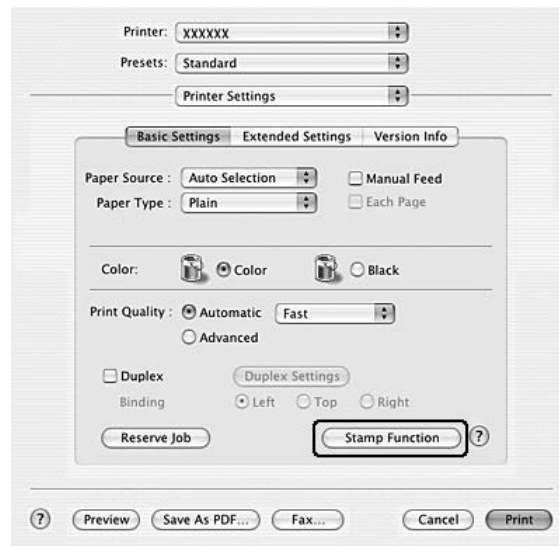 Printer: XXXXXX
Presets: Standard
Printer Settings
Basic Settings Extended Settings Version Info
Paper Source : Auto Selection Manual Feed
Paper Type : Plain Each Page
Color: Color Black
Print Quality : Automatic Fast
Advanced
Duplex Duplex Settings
Binding Left Top Right
Reserve Job Stamp Function ?
? Preview Save As PDF... Fax... Cancel Print